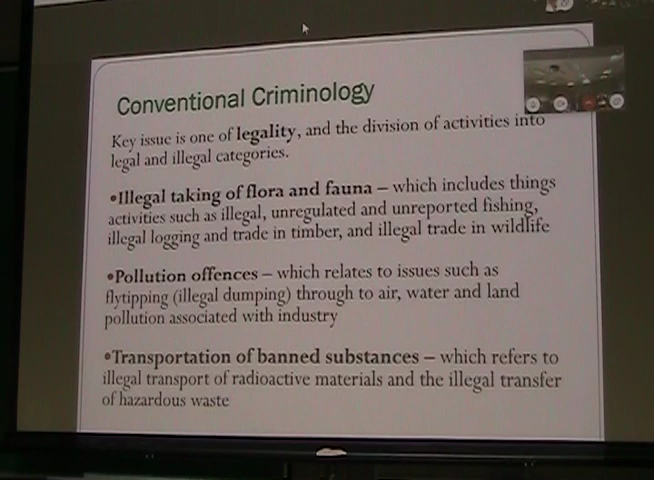 Conventional Criminology
Key issue is one of legality, and the division of activities into
legal and illegal categories.
•Illegal taking of flora and fauna – which includes things
activities such as illegal, unregulated and unreported fishing,
illegal logging and trade in timber, and illegal trade in wildlife
•Pollution offences – which relates to issues such as
flytipping (illegal dumping) through to air, water and land
pollution associated with industry
•Transportation of banned substances – which refers to
illegal transport of radioactive materials and the illegal transfer
of hazardous waste